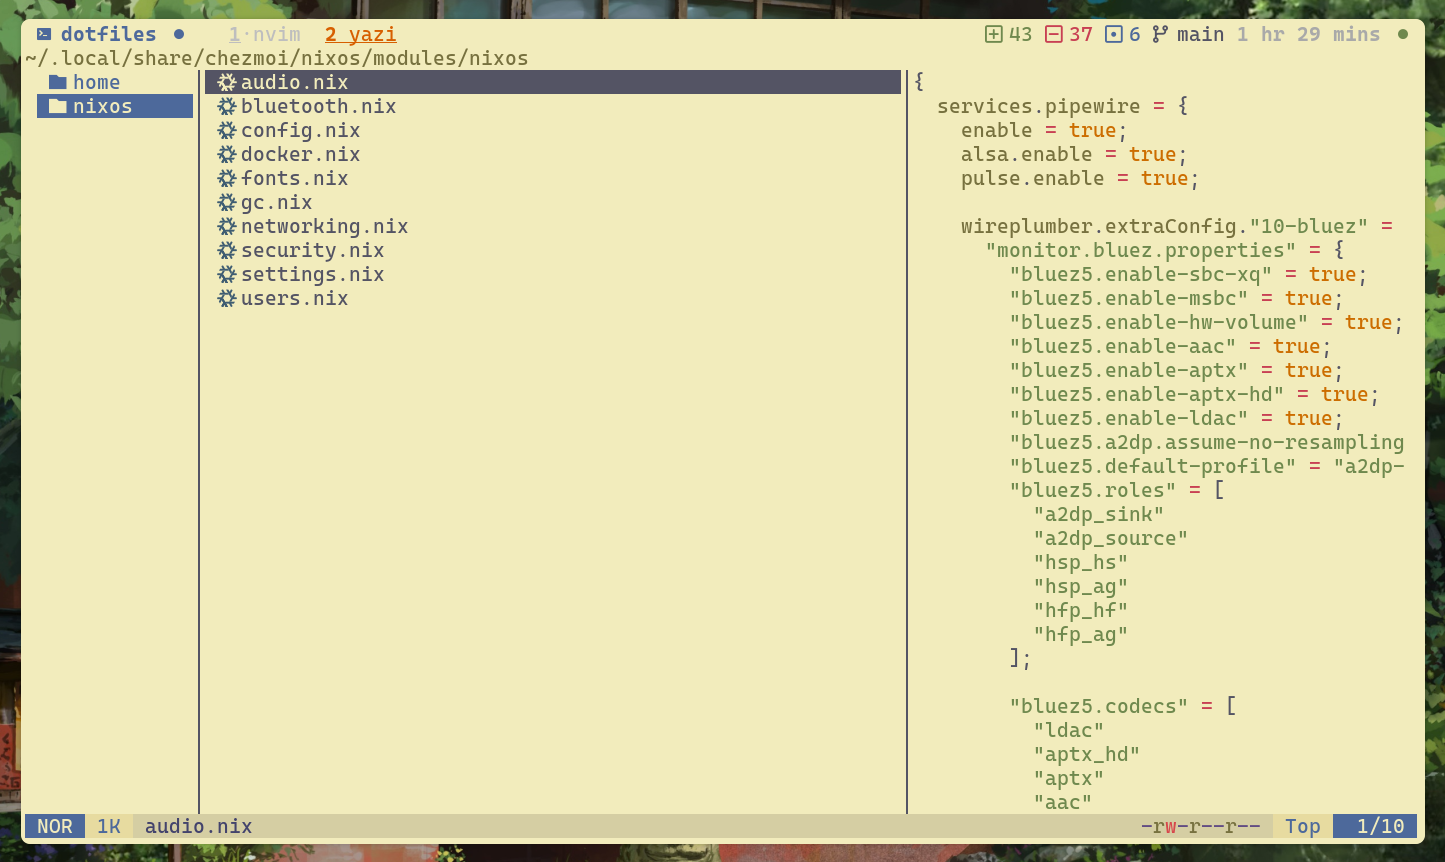 dotfiles 1·nvim 2 yazi 43 37 6 main 1 hr 29 mins
~/.local/share/chezmoi/nixos/modules/nixos
home
nixos
audio.nix
bluetooth.nix
config.nix
docker.nix
fonts.nix
gc.nix
networking.nix
security.nix
settings.nix
users.nix
{
services.pipewire = {
enable = true;
alsa.enable = true;
pulse.enable = true;
wireplumber.extraConfig."10-bluez" =
"monitor.bluez.properties" = {
"bluez5.enable-sbc-xq" = true;
"bluez5.enable-msbc" = true;
"bluez5.enable-hw-volume" = true;
"bluez5.enable-aac" = true;
"bluez5.enable-aptx" = true;
"bluez5.enable-aptx-hd" = true;
"bluez5.enable-ldac" = true;
"bluez5.a2dp.assume-no-resampling
"bluez5.default-profile" = "a2dp-
"bluez5.roles" = [
"a2dp_sink"
"a2dp_source"
"hsp_hs"
"hsp_ag"
"hfp_hf"
"hfp_ag"
];
"bluez5.codecs" = [
"ldac"
"aptx_hd"
"aptx"
"aac"
NOR 1K audio.nix -rw-r--r-- Top 1/10